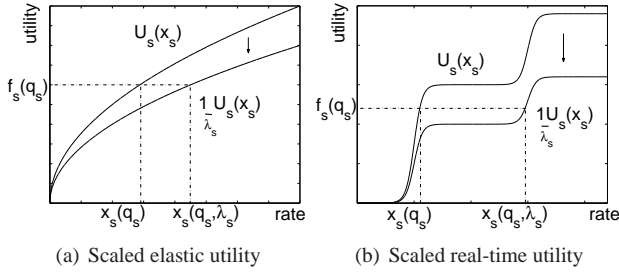 utility
U_s(x_s)
f_s(q_s)
1/λ_s U_s(x_s)
x_s(q_s)
x_s(q_s,λ_s)
rate
(a) Scaled elastic utility
utility
U_s(x_s)
f_s(q_s)
1/λ_s U_s(x_s)
x_s(q_s)
x_s(q_s,λ_s)
rate
(b) Scaled real-time utility